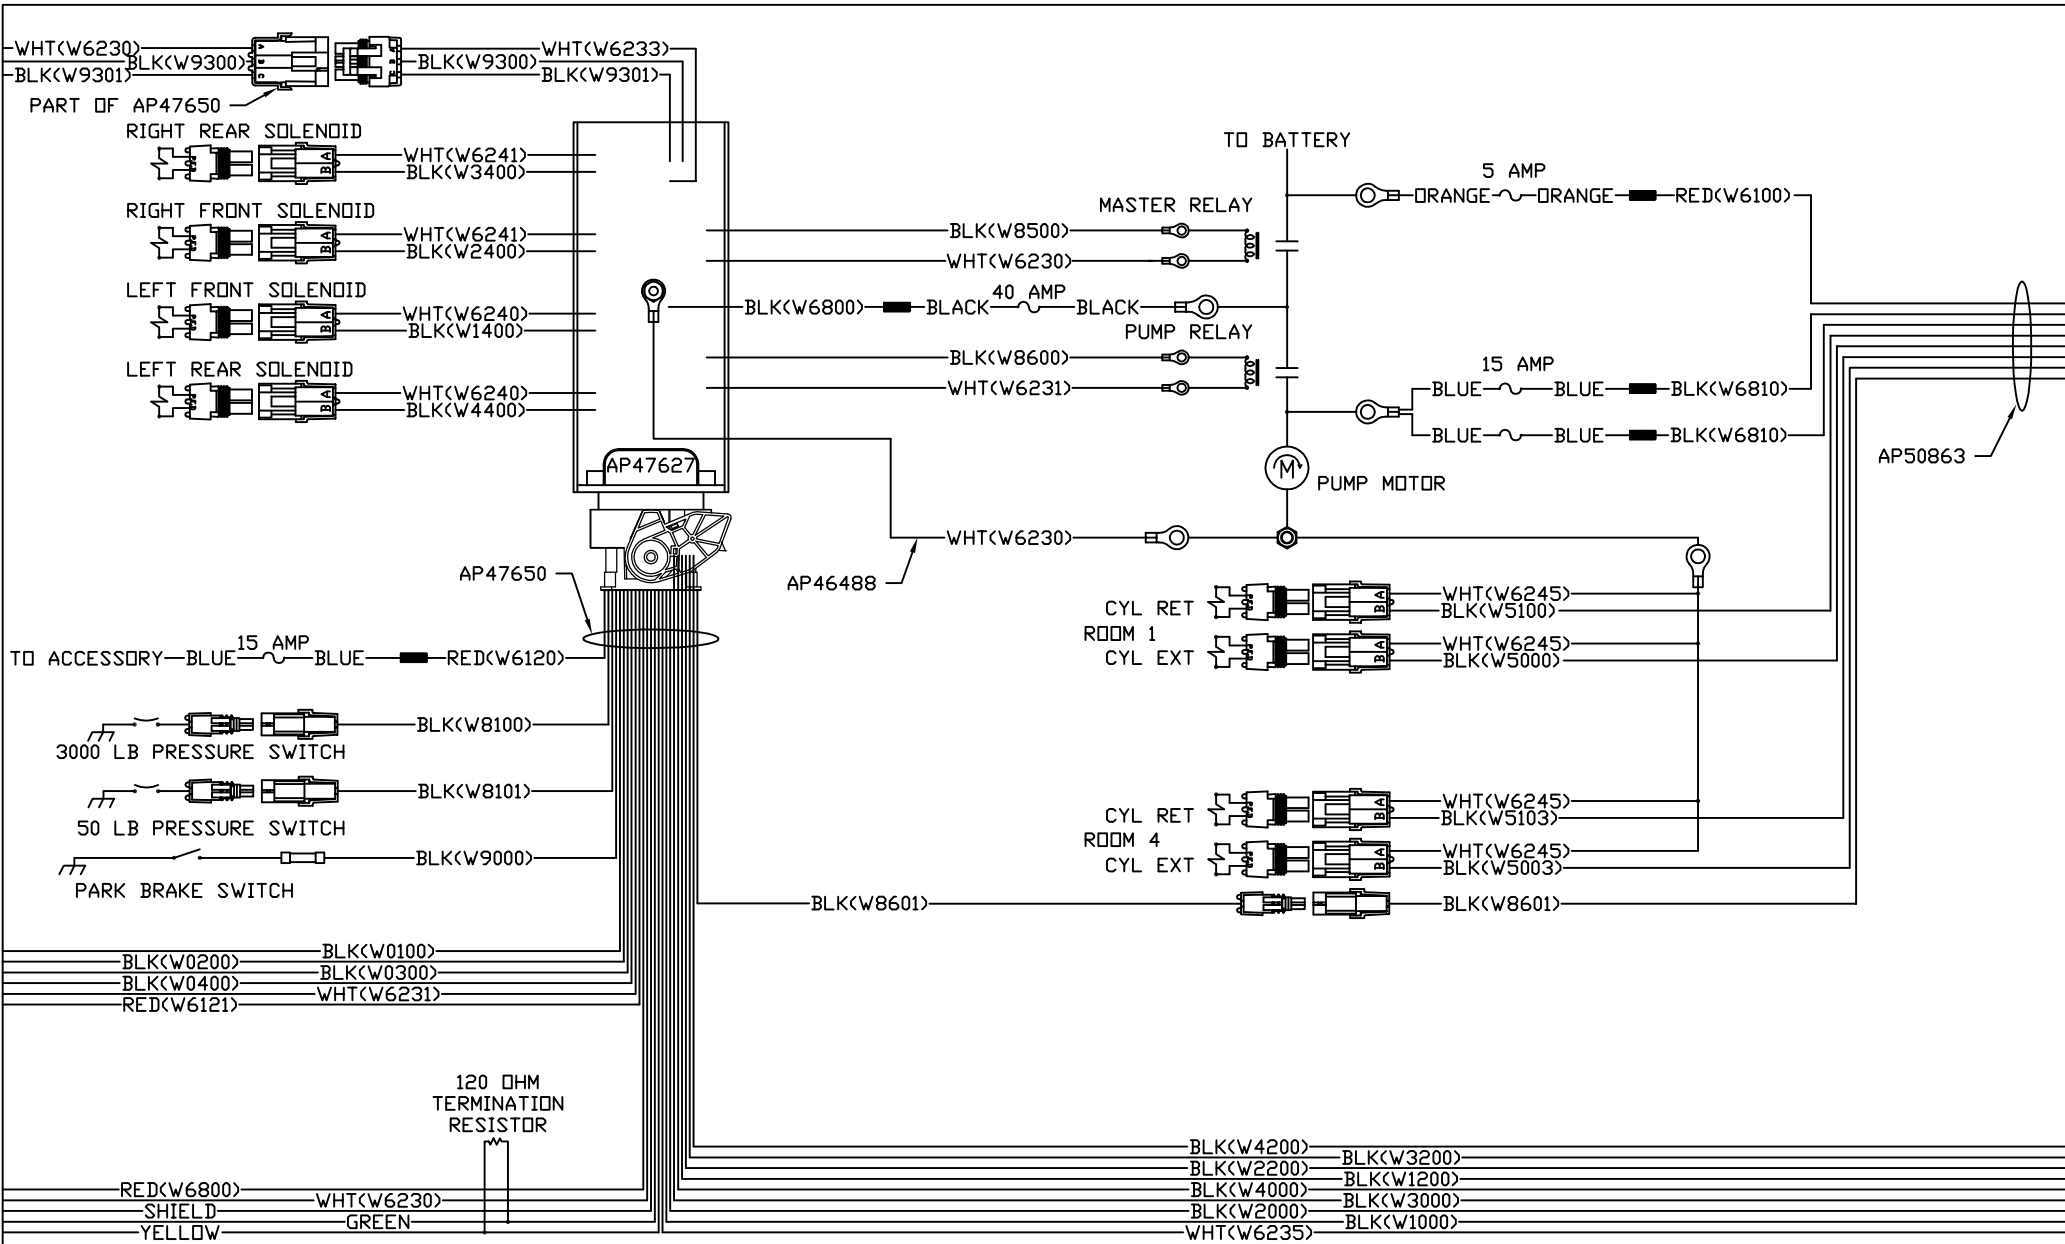 WHT(W6230)
BLK(W9300)
BLK(W9301)
A
B
C
WHT(W6233)
BLK(W9300)
BLK(W9301)
PART OF AP47650
RIGHT REAR SOLENOID
A
B
WHT(W6241)
BLK(W3400)
RIGHT FRONT SOLENOID
A
B
WHT(W6241)
BLK(W2400)
LEFT FRONT SOLENOID
A
B
WHT(W6240)
BLK(W1400)
LEFT REAR SOLENOID
A
B
WHT(W6240)
BLK(W4400)
AP47627
TO BATTERY
5 AMP
ORANGE
ORANGE
RED(W6100)
MASTER RELAY
BLK(W8500)
WHT(W6230)
BLK(W6800)
BLACK
40 AMP
BLACK
PUMP RELAY
BLK(W8600)
WHT(W6231)
15 AMP
BLUE
BLUE
BLK(W6810)
BLUE
BLUE
BLK(W6810)
AP50863
M
PUMP MOTOR
WHT(W6230)
AP46488
AP47650
TO ACCESSORY
BLUE
15 AMP
BLUE
RED(W6120)
CYL RET
A
B
WHT(W6245)
BLK(W5100)
ROOM 1
CYL EXT
A
B
WHT(W6245)
BLK(W5000)
BLK(W8100)
3000 LB PRESSURE SWITCH
BLK(W8101)
50 LB PRESSURE SWITCH
BLK(W9000)
PARK BRAKE SWITCH
CYL RET
A
B
WHT(W6245)
BLK(W5103)
ROOM 4
CYL EXT
A
B
WHT(W6245)
BLK(W5003)
BLK(W8601)
BLK(W8601)
BLK(W0100)
BLK(W0200)
BLK(W0300)
BLK(W0400)
WHT(W6231)
RED(W6121)
120 OHM
TERMINATION
RESISTOR
RED(W6800)
WHT(W6230)
SHIELD
GREEN
YELLOW
BLK(W4200)
BLK(W3200)
BLK(W2200)
BLK(W1200)
BLK(W4000)
BLK(W3000)
BLK(W2000)
BLK(W1000)
WHT(W6235)